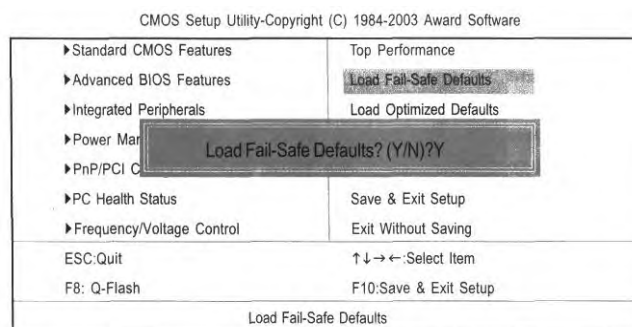 CMOS Setup Utility-Copyright (C) 1984-2003 Award Software
▶Standard CMOS Features
▶Advanced BIOS Features
▶Integrated Peripherals
▶Power Mar
▶PnP/PCI C
▶PC Health Status
▶Frequency/Voltage Control
Top Performance
Load Fail-Safe Defaults
Load Optimized Defaults
Save & Exit Setup
Exit Without Saving
Load Fail-Safe Defaults? (Y/N)?Y
ESC:Quit
↑↓→←:Select Item
F8: Q-Flash
F10:Save & Exit Setup
Load Fail-Safe Defaults